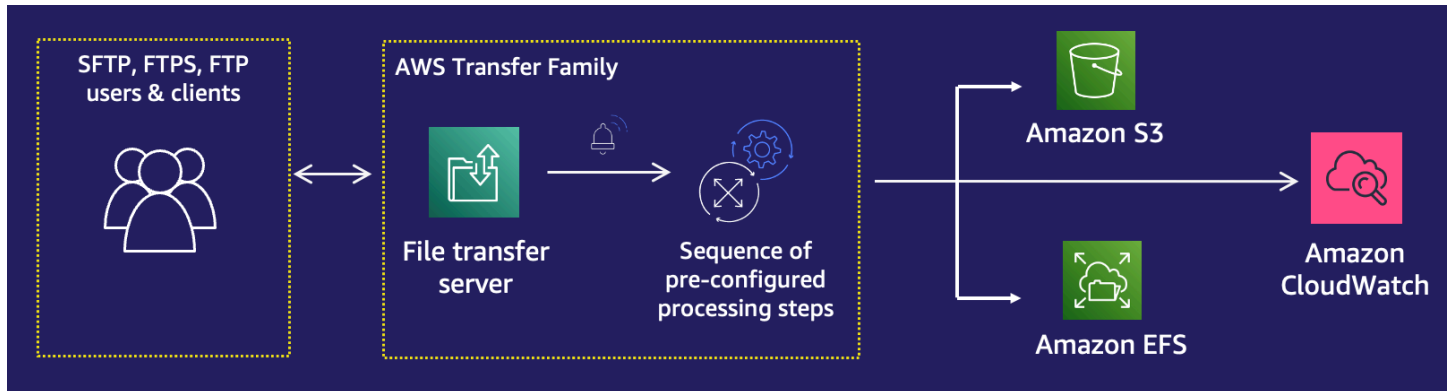 SFTP, FTPS, FTP
users & clients
AWS Transfer Family
File transfer
server
Sequence of
pre-configured
processing steps
Amazon S3
Amazon EFS
Amazon
CloudWatch